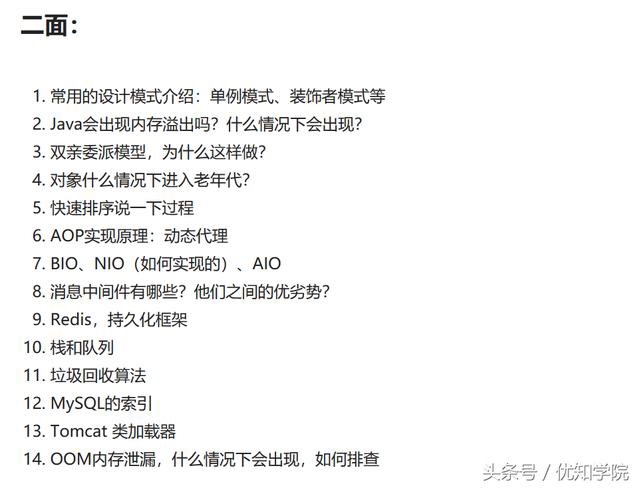 二面：
1. 常用的设计模式介绍：单例模式、装饰者模式等
2. Java会出现内存溢出吗？什么情况下会出现？
3. 双亲委派模型，为什么这样做？
4. 对象什么情况下进入老年代？
5. 快速排序说一下过程
6. AOP实现原理：动态代理
7. BIO、NIO（如何实现的）、AIO
8. 消息中间件有哪些？他们之间的优劣势？
9. Redis，持久化框架
10. 栈和队列
11. 垃圾回收算法
12. MySQL的索引
13. Tomcat 类加载器
14. OOM内存泄漏，什么情况下会出现，如何排查
头条号 / 优知学院